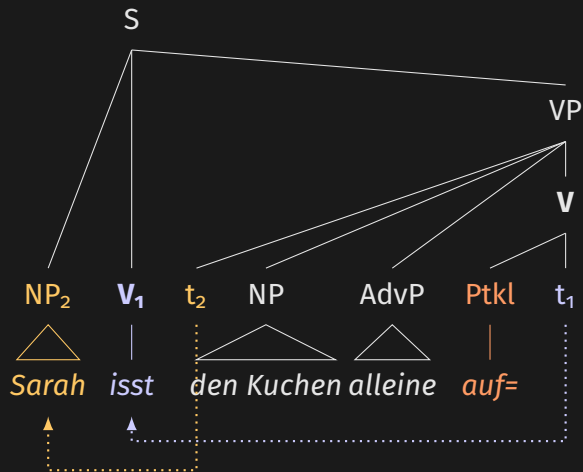 S
VP
V
NP₂ V₁ t₂ NP AdvP Ptkl t₁
Sarah isst den Kuchen alleine auf=